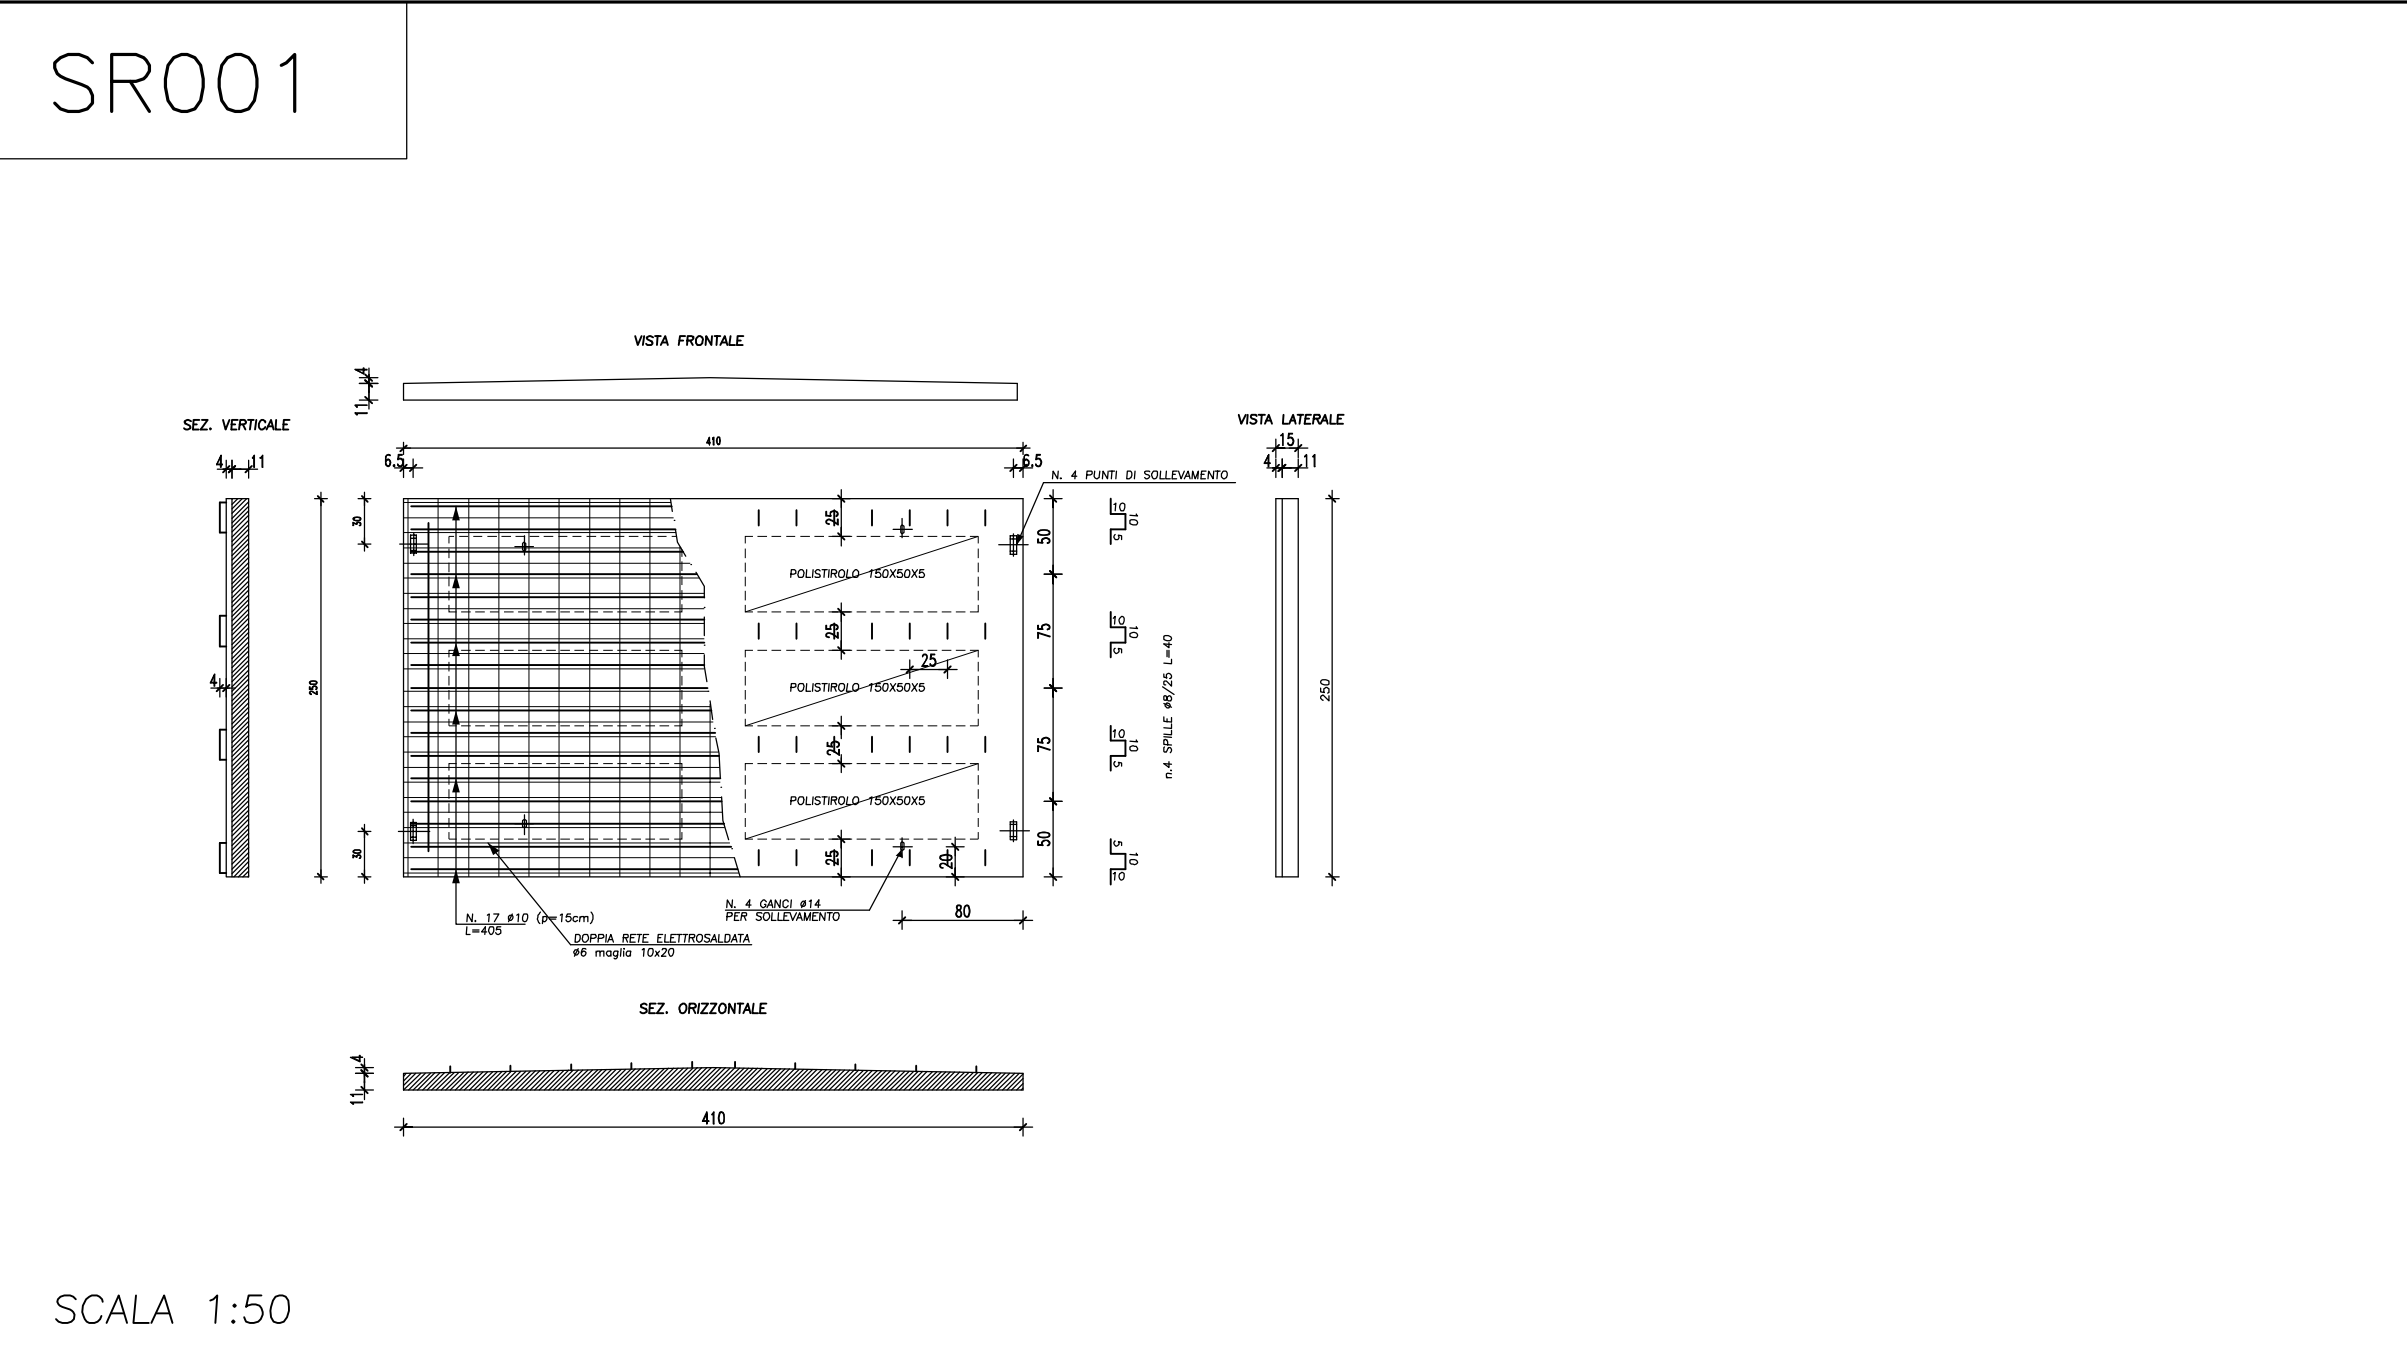 SR001
VISTA FRONTALE
4
11
SEZ. VERTICALE
4 11
410
6.5
6.5
VISTA LATERALE
15
4 11
N. 4 PUNTI DI SOLLEVAMENTO
30
25
50
10
10
5
POLISTIROLO 150X50X5
25
75
10
10
5
4
250
25
POLISTIROLO 150X50X5
n.4 SPILLE ø8/25 L=40
250
25
75
10
10
5
POLISTIROLO 150X50X5
30
25
20
50
5
10
10
N. 17 ø10 (p=15cm)
L=405
N. 4 GANCI ø14
PER SOLLEVAMENTO
80
DOPPIA RETE ELETTROSALDATA
ø6 maglia 10x20
SEZ. ORIZZONTALE
4
11
410
SCALA 1:50